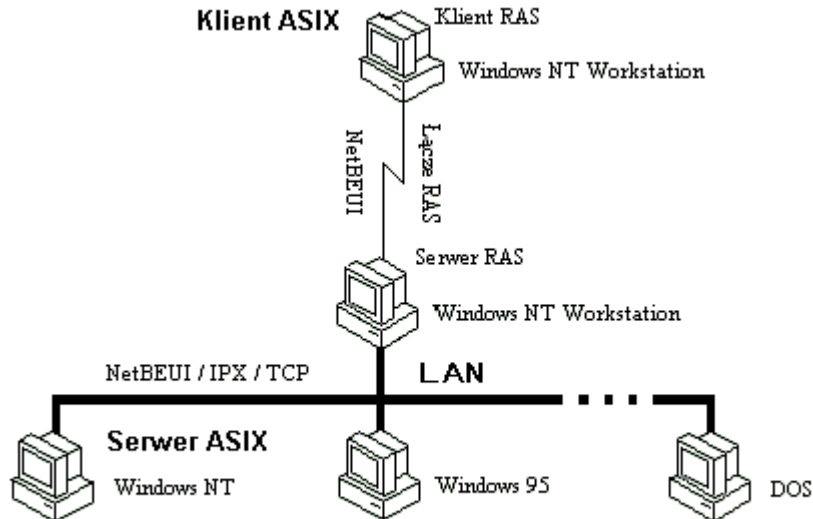 Klient ASIX
Klient RAS
Windows NT Workstation
NetBEUI
Łącze RAS
Serwer RAS
Windows NT Workstation
NetBEUI / IPX / TCP
LAN
Serwer ASIX
Windows NT
Windows 95
DOS